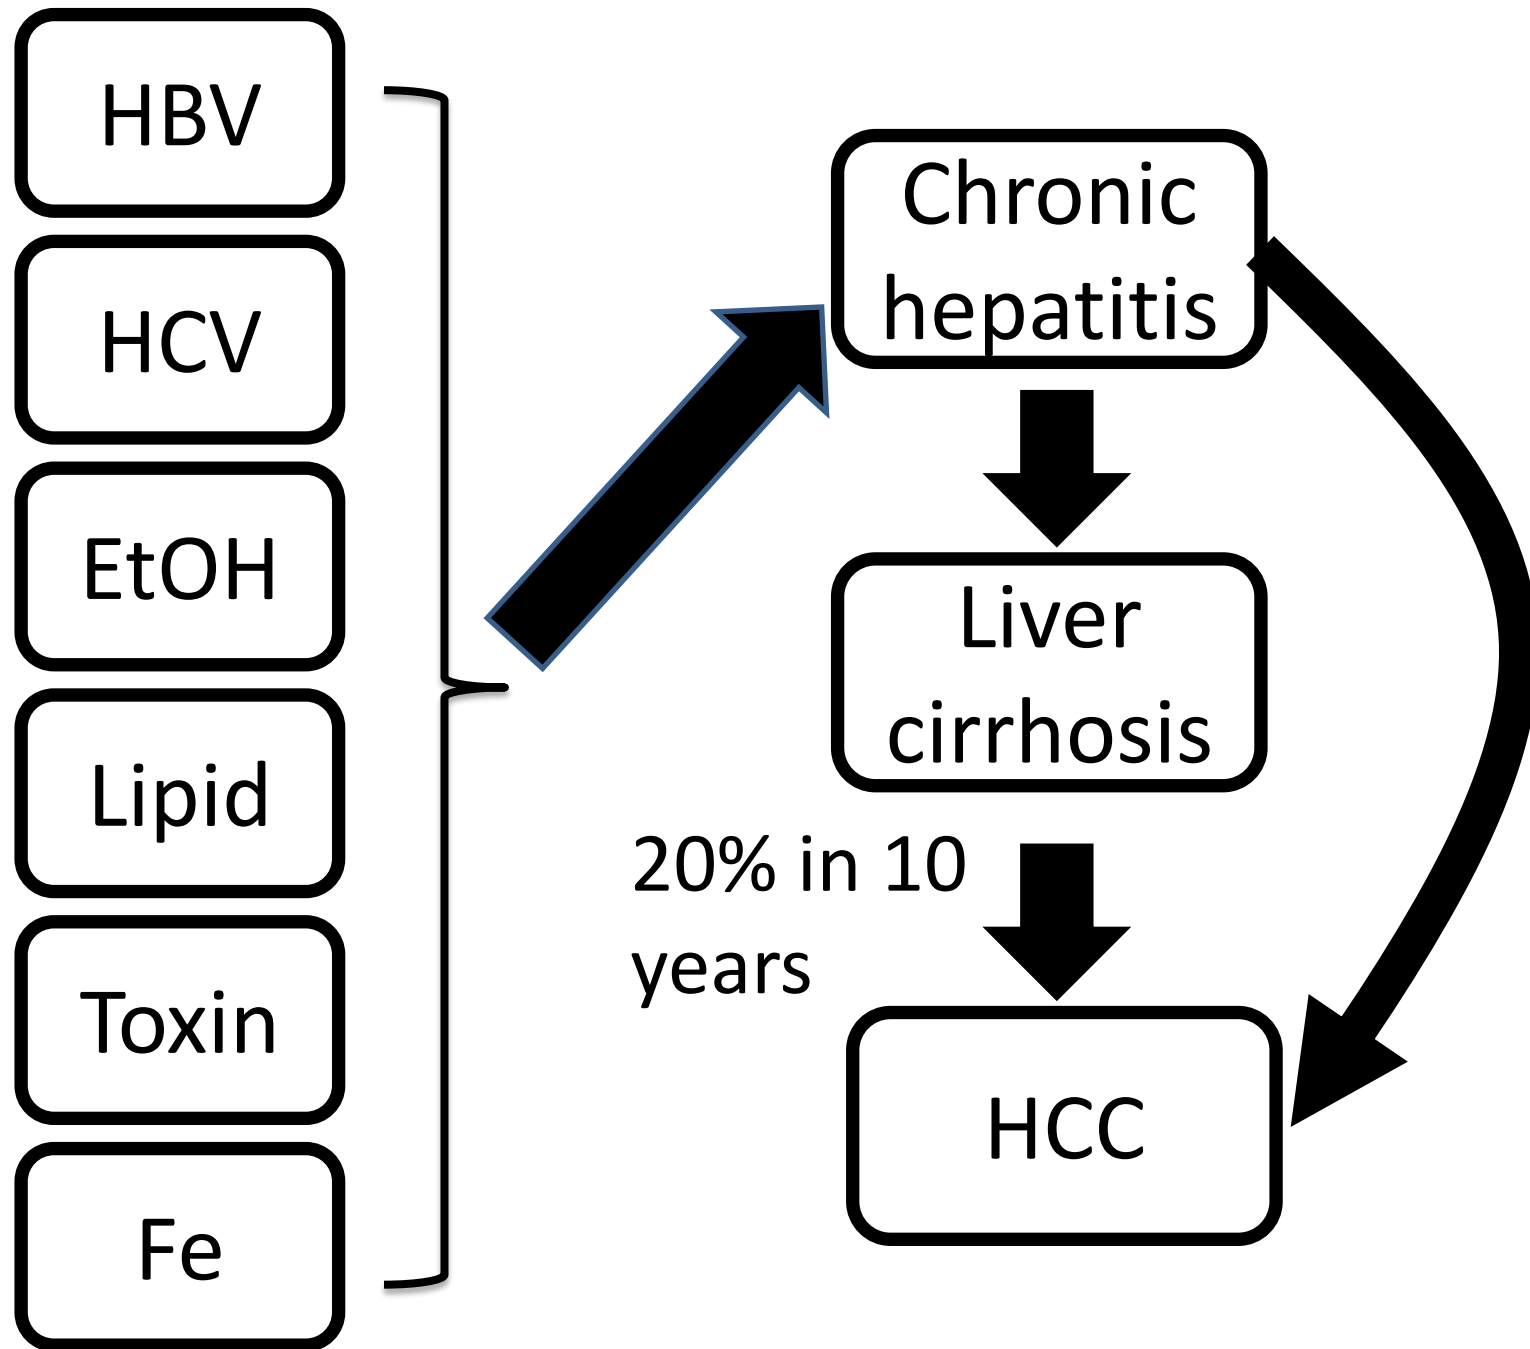 HBV
HCV
EtOH
Lipid
Toxin
Fe
Chronic
hepatitis
Liver
cirrhosis
20% in 10
years
HCC